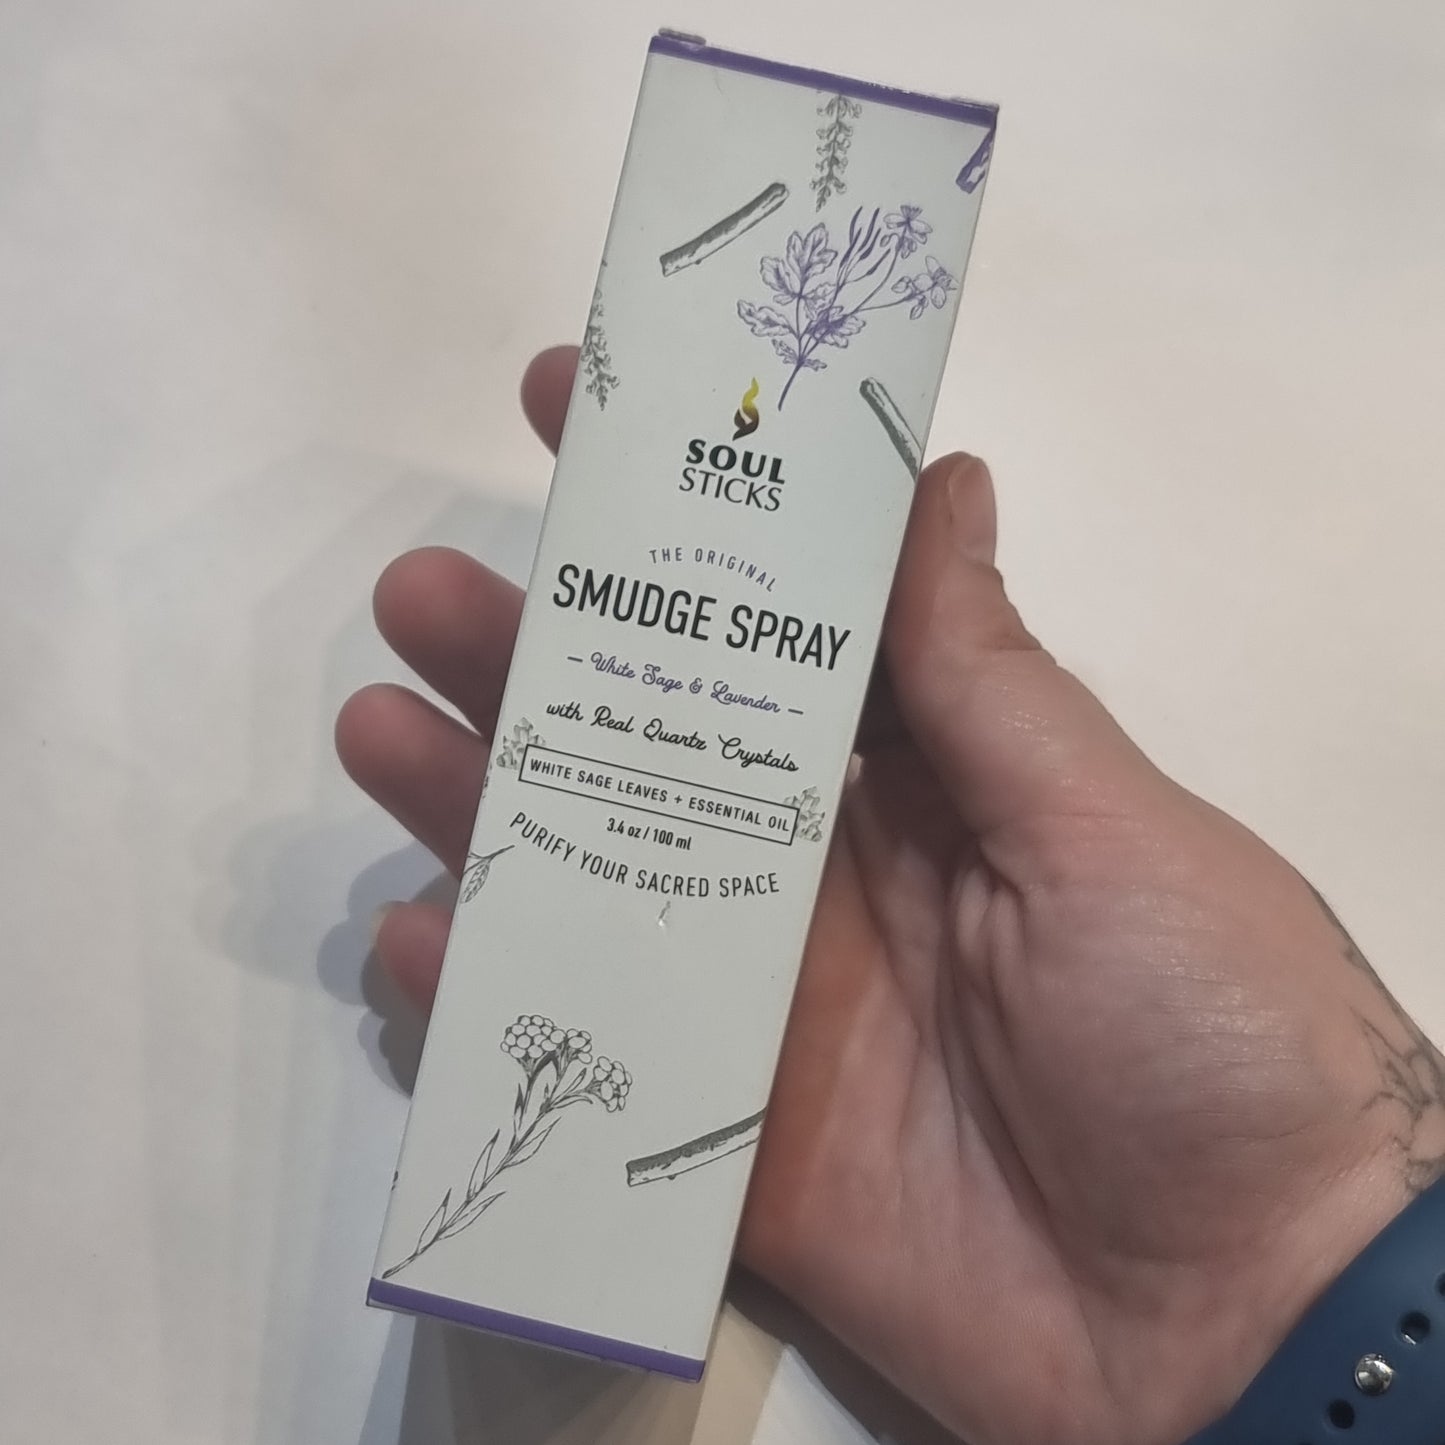 SOUL
STICKS
THE ORIGINAL
SMUDGE SPRAY
— White Sage & Lavender —
with Real Quartz Crystals
WHITE SAGE LEAVES + ESSENTIAL OIL
3.4 oz / 100 ml
PURIFY YOUR SACRED SPACE